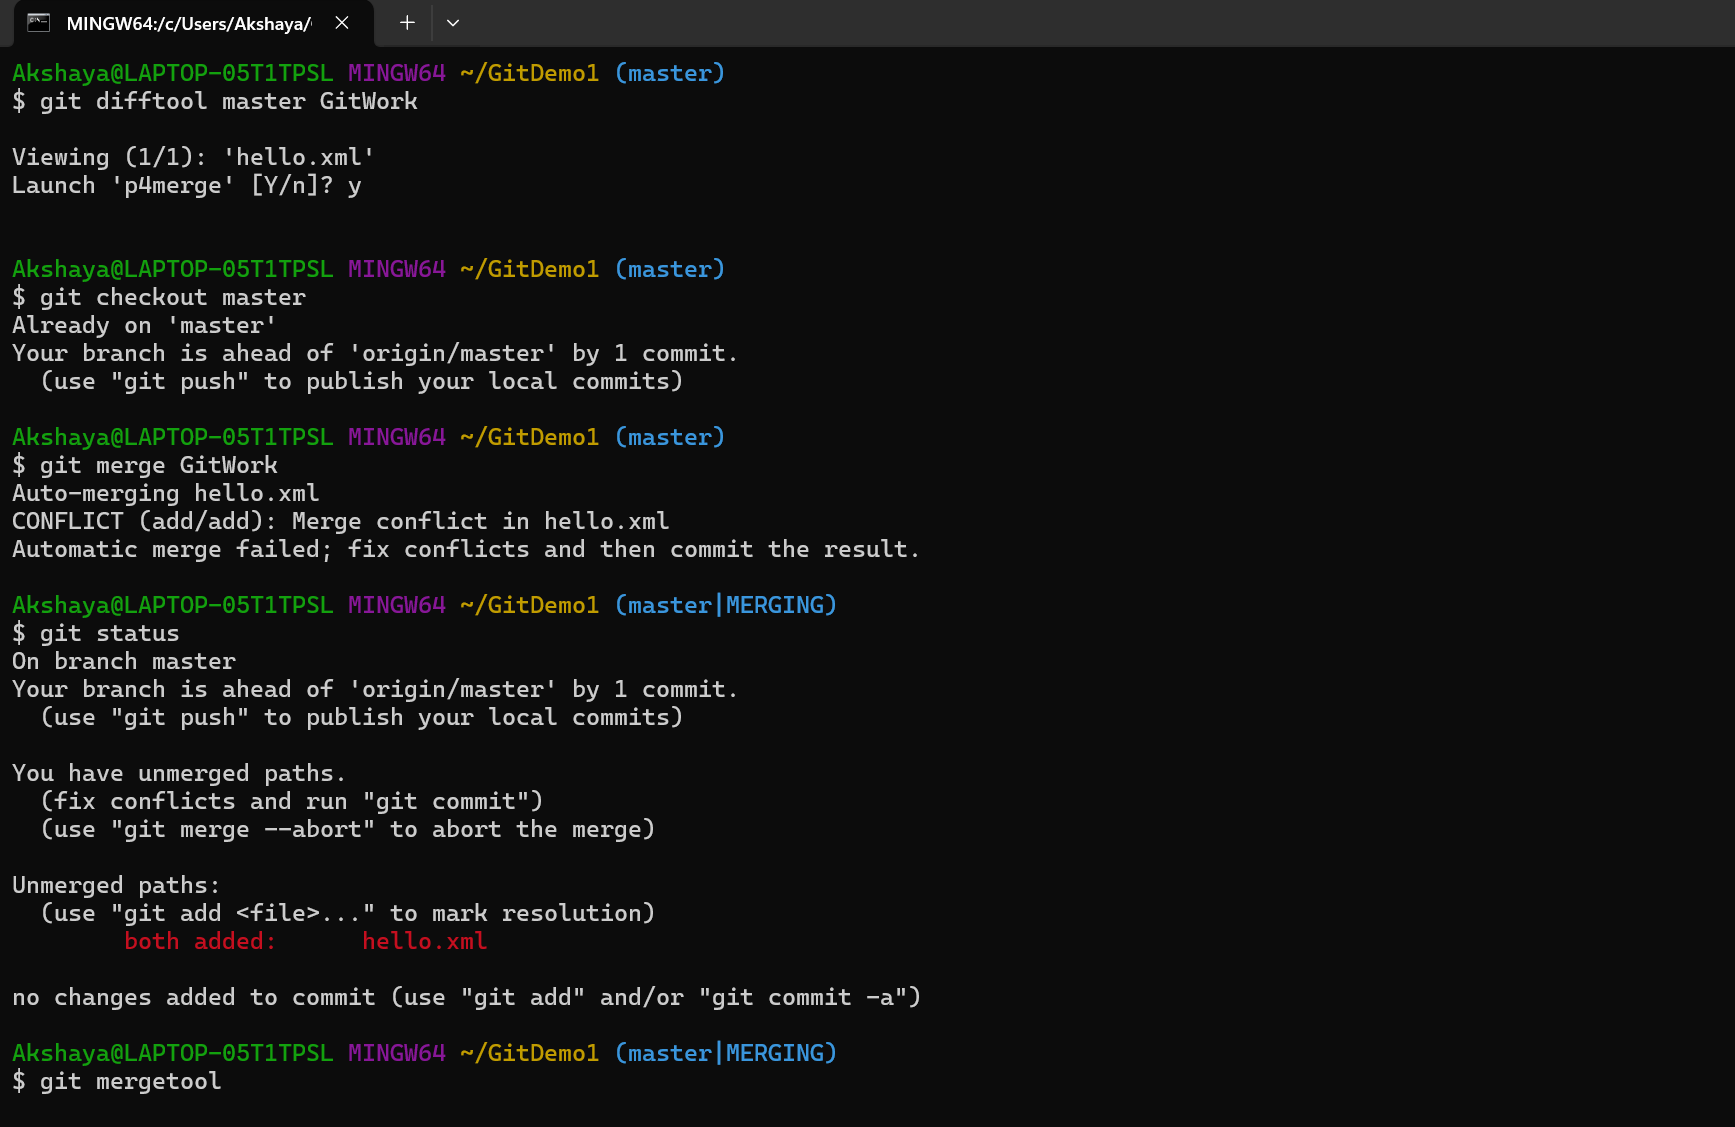 MINGW64:/c/Users/Akshaya/
Akshaya@LAPTOP-05T1TPSL MINGW64 ~/GitDemo1 (master)
$ git difftool master GitWork
Viewing (1/1): 'hello.xml'
Launch 'p4merge' [Y/n]? y
Akshaya@LAPTOP-05T1TPSL MINGW64 ~/GitDemo1 (master)
$ git checkout master
Already on 'master'
Your branch is ahead of 'origin/master' by 1 commit.
  (use "git push" to publish your local commits)
Akshaya@LAPTOP-05T1TPSL MINGW64 ~/GitDemo1 (master)
$ git merge GitWork
Auto-merging hello.xml
CONFLICT (add/add): Merge conflict in hello.xml
Automatic merge failed; fix conflicts and then commit the result.
Akshaya@LAPTOP-05T1TPSL MINGW64 ~/GitDemo1 (master|MERGING)
$ git status
On branch master
Your branch is ahead of 'origin/master' by 1 commit.
  (use "git push" to publish your local commits)
You have unmerged paths.
  (fix conflicts and run "git commit")
  (use "git merge --abort" to abort the merge)
Unmerged paths:
  (use "git add <file>..." to mark resolution)
        both added:      hello.xml
no changes added to commit (use "git add" and/or "git commit -a")
Akshaya@LAPTOP-05T1TPSL MINGW64 ~/GitDemo1 (master|MERGING)
$ git mergetool